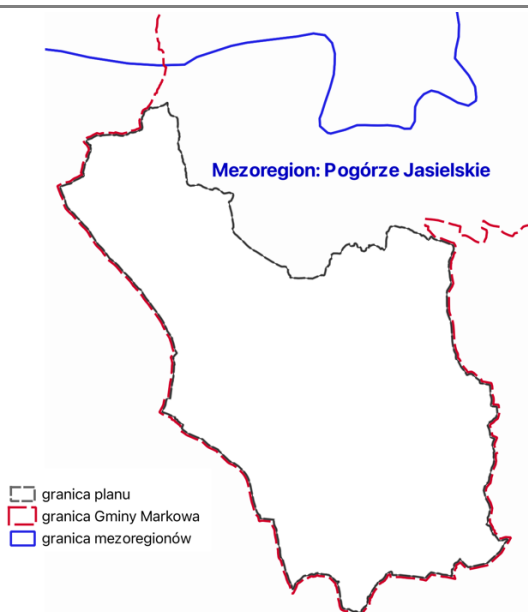 Mezoregion: Pogórze Jasielskie
granica planu
granica Gminy Markowa
granica mezoregionów